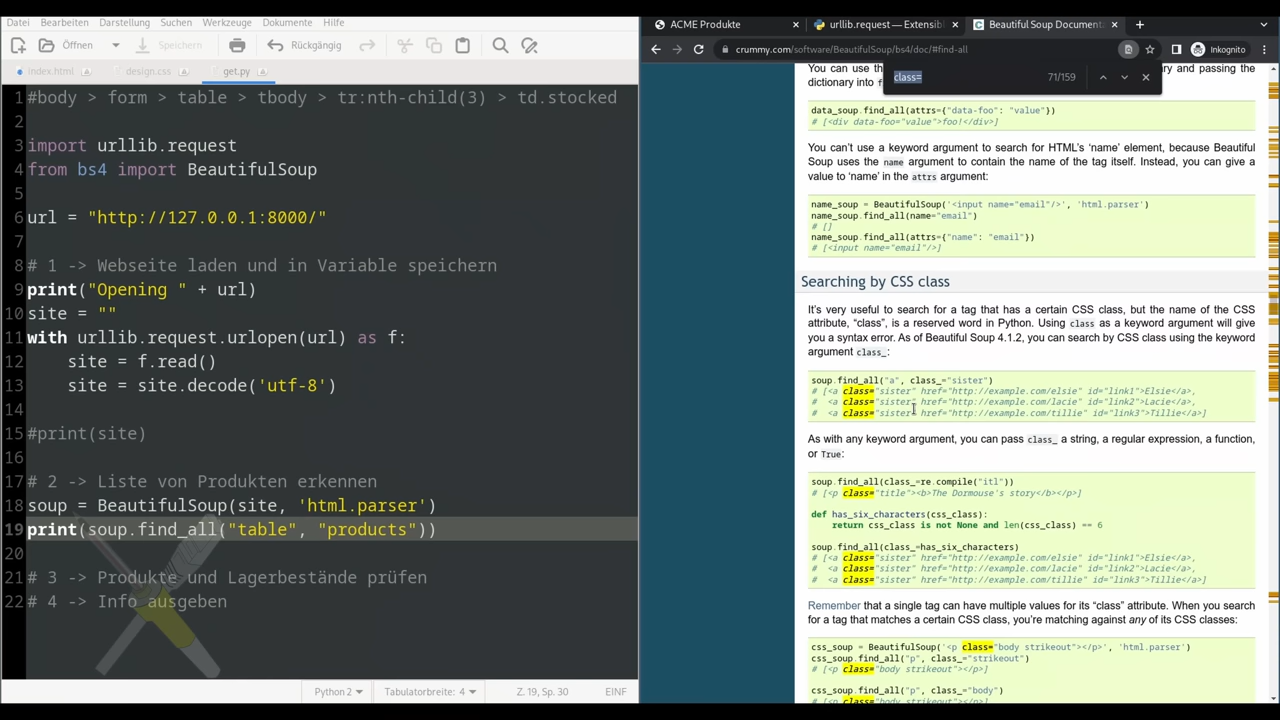 Datei Bearbeiten Darstellung Suchen Werkzeuge Dokumente Hilfe
Öffnen Speichern Rückgängig
index.html design.css get.py
1 #body > form > table > tbody > tr:nth-child(3) > td.stocked
2
3 import urllib.request
4 from bs4 import BeautifulSoup
5
6 url = "http://127.0.0.1:8000/"
7
8 # 1 -> Webseite laden und in Variable speichern
9 print("Opening " + url)
10 site = ""
11 with urllib.request.urlopen(url) as f:
12 site = f.read()
13 site = site.decode('utf-8')
14
15 #print(site)
16
17 # 2 -> Liste von Produkten erkennen
18 soup = BeautifulSoup(site, 'html.parser')
19 print(soup.find_all("table", "products"))
20
21 # 3 -> Produkte und Lagerbestände prüfen
22 # 4 -> Info ausgeben
Python 2 Tabulatorbreite: 4 Z. 19, Sp. 30 EINF
ACME Produkte urllib.request — Extensib Beautiful Soup Document
crummy.com/software/BeautifulSoup/bs4/doc/#find-all Inkognito
class= 71/159
You can use th ary and passing the
dictionary into f
data_soup.find_all(attrs={"data-foo": "value"})
# [<div data-foo="value">foo!</div>]
You can't use a keyword argument to search for HTML's 'name' element, because Beautiful
Soup uses the name argument to contain the name of the tag itself. Instead, you can give a
value to 'name' in the attrs argument:
name_soup = BeautifulSoup('<input name="email"/>', 'html.parser')
name_soup.find_all(name="email")
# []
name_soup.find_all(attrs={"name": "email"})
# [<input name="email"/>]
Searching by CSS class
It's very useful to search for a tag that has a certain CSS class, but the name of the CSS
attribute, "class", is a reserved word in Python. Using class as a keyword argument will give
you a syntax error. As of Beautiful Soup 4.1.2, you can search by CSS class using the keyword
argument class_:
soup.find_all("a", class_="sister")
# [<a class="sister" href="http://example.com/elsie" id="link1">Elsie</a>,
# <a class="sister" href="http://example.com/lacie" id="link2">Lacie</a>,
# <a class="sister" href="http://example.com/tillie" id="link3">Tillie</a>]
As with any keyword argument, you can pass class_ a string, a regular expression, a function,
or True:
soup.find_all(class_=re.compile("itl"))
# [<p class="title"><b>The Dormouse's story</b></p>]
def has_six_characters(css_class):
return css_class is not None and len(css_class) == 6
soup.find_all(class_=has_six_characters)
# [<a class="sister" href="http://example.com/elsie" id="link1">Elsie</a>,
# <a class="sister" href="http://example.com/lacie" id="link2">Lacie</a>,
# <a class="sister" href="http://example.com/tillie" id="link3">Tillie</a>]
Remember that a single tag can have multiple values for its "class" attribute. When you search
for a tag that matches a certain CSS class, you're matching against any of its CSS classes:
css_soup = BeautifulSoup('<p class="body strikeout"></p>', 'html.parser')
css_soup.find_all("p", class_="strikeout")
# [<p class="body strikeout"></p>]
css_soup.find_all("p", class_="body")
# [<p class="body strikeout"></p>]